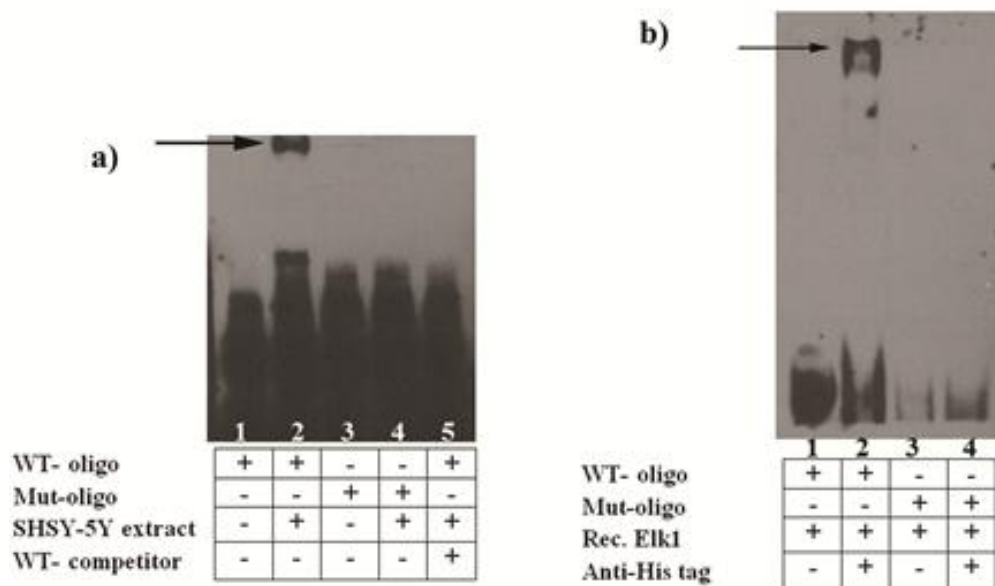 a)
1 2 3 4 5
WT- oligo + + - - +
Mut-oligo - - + + -
SHSY-5Y extract - + - + +
WT- competitor - - - - +
b)
1 2 3 4
WT- oligo + + - -
Mut-oligo - - + +
Rec. Elk1 + + + +
Anti-His tag - + - +